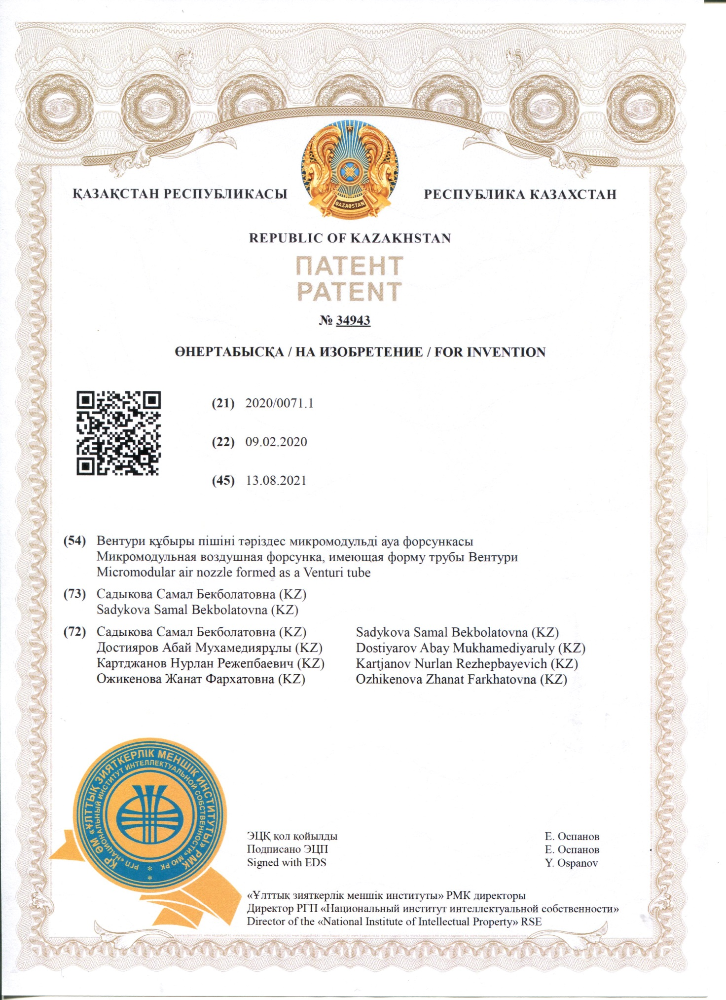 ҚАЗАҚСТАН РЕСПУБЛИКАСЫ
РЕСПУБЛИКА КАЗАХСТАН
QAZAQSTAN
REPUBLIC OF KAZAKHSTAN
ПАТЕНТ
PATENT
№ 34943
ӨНЕРТАБЫСҚА / НА ИЗОБРЕТЕНИЕ / FOR INVENTION
(21) 2020/0071.1
(22) 09.02.2020
(45) 13.08.2021
(54) Вентури құбыры пішіні тәріздес микромодульді ауа форсункасы
Микромодульная воздушная форсунка, имеющая форму трубы Вентури
Micromodular air nozzle formed as a Venturi tube
(73) Садыкова Самал Бекболатовна (KZ)
Sadykova Samal Bekbolatovna (KZ)
(72) Садыкова Самал Бекболатовна (KZ) Sadykova Samal Bekbolatovna (KZ)
Достияров Абай Мухамедиярұлы (KZ) Dostiyarov Abay Mukhamediyaruly (KZ)
Картджанов Нурлан Режепбаевич (KZ) Kartjanov Nurlan Rezhepbayevich (KZ)
Ожикенова Жанат Фархатовна (KZ) Ozhikenova Zhanat Farkhatovna (KZ)
ҚР ӘМ «ҰЛТТЫҚ ЗИЯТКЕРЛІК МЕНШІК ИНСТИТУТЫ» РМК
РГП «НАЦИОНАЛЬНЫЙ ИНСТИТУТ ИНТЕЛЛЕКТУАЛЬНОЙ СОБСТВЕННОСТИ» МЮ РК
ЭЦҚ қол қойылды Е. Оспанов
Подписано ЭЦП Е. Оспанов
Signed with EDS Y. Ospanov
«Ұлттық зияткерлік меншік институты» РМК директоры
Директор РГП «Национальный институт интеллектуальной собственности»
Director of the «National Institute of Intellectual Property» RSE